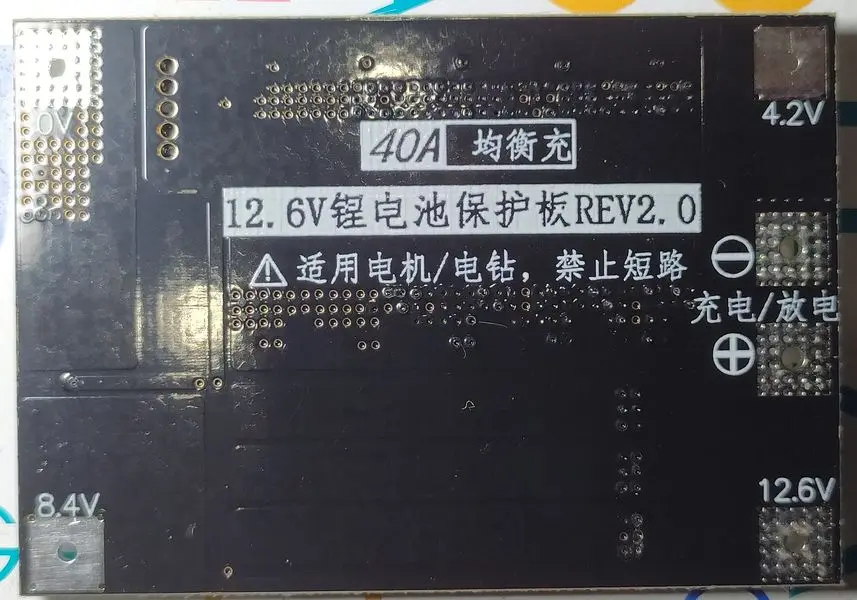 0V
4.2V
40A 均衡充
12.6V锂电池保护板REV2.0
⚠ 适用电机/电钻，禁止短路
⊖
充电/放电
⊕
8.4V
12.6V